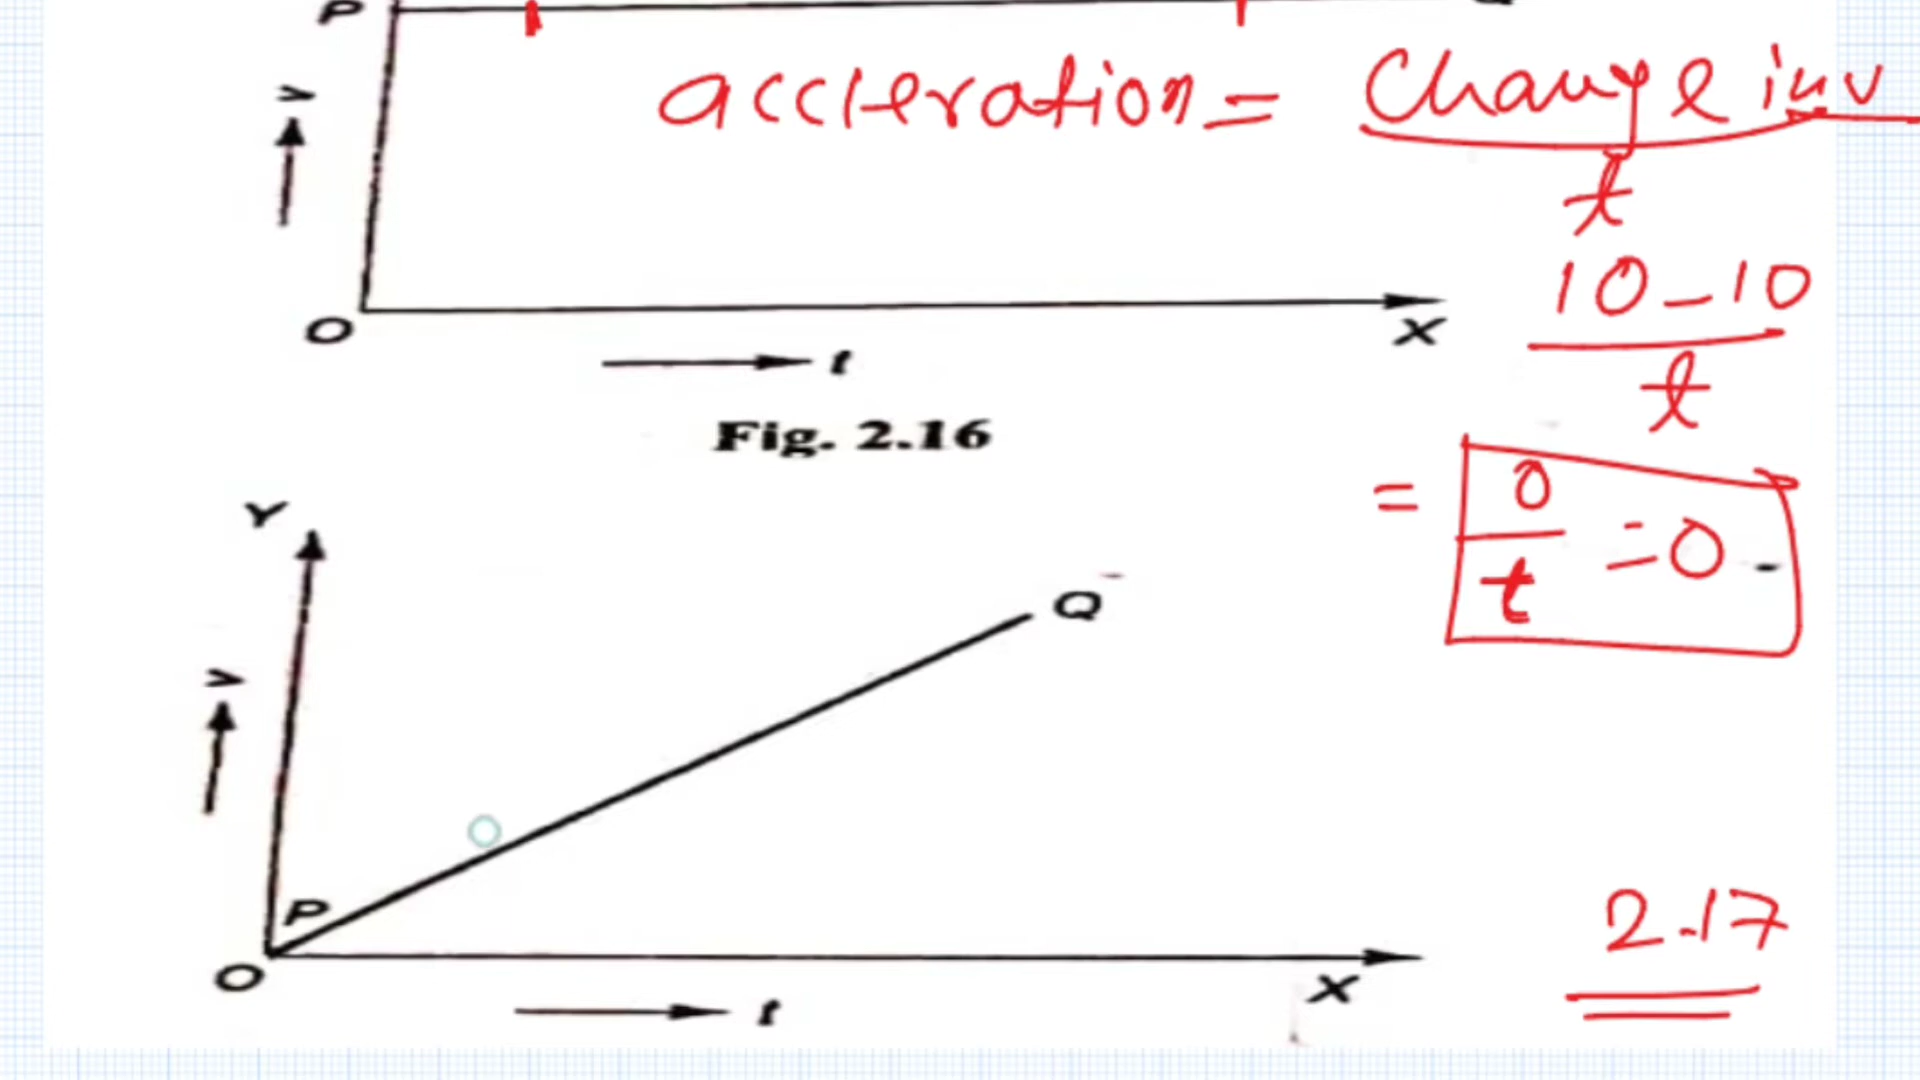 P
accleration = Change in v
t
v
10-10
t
O
X
t
Fig. 2.16
= 0
t
=0
Y
Q
v
P
2.17
O
X
t